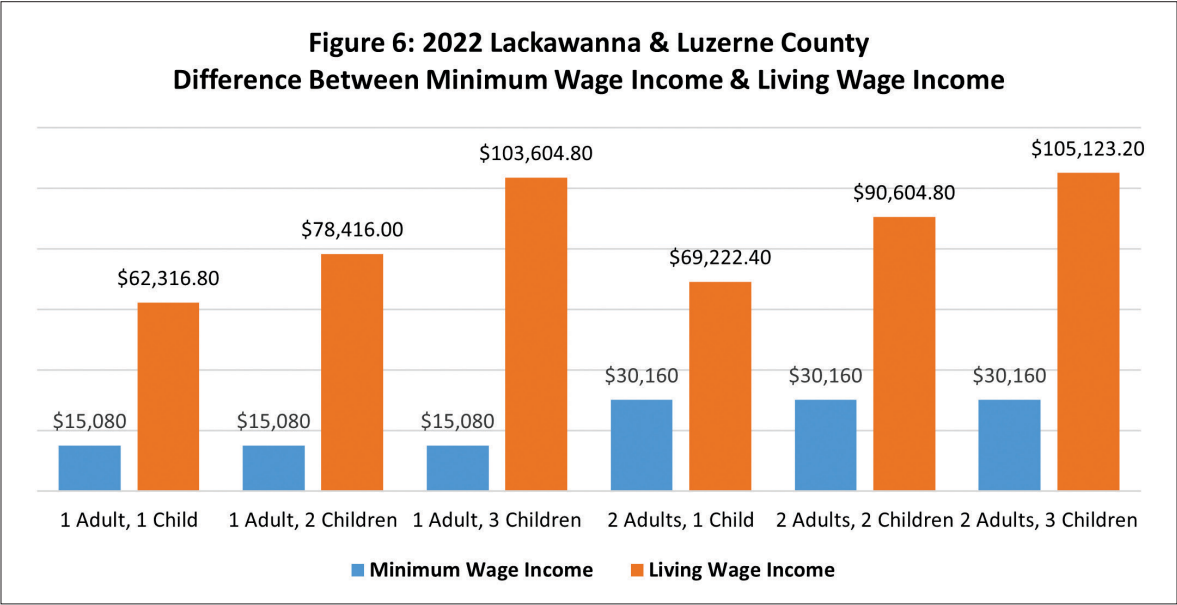 Figure 6: 2022 Lackawanna & Luzerne County
Difference Between Minimum Wage Income & Living Wage Income
$62,316.80
$78,416.00
$103,604.80
$69,222.40
$90,604.80
$105,123.20
$15,080
$15,080
$15,080
$30,160
$30,160
$30,160
1 Adult, 1 Child
1 Adult, 2 Children
1 Adult, 3 Children
2 Adults, 1 Child
2 Adults, 2 Children
2 Adults, 3 Children
Minimum Wage Income
Living Wage Income